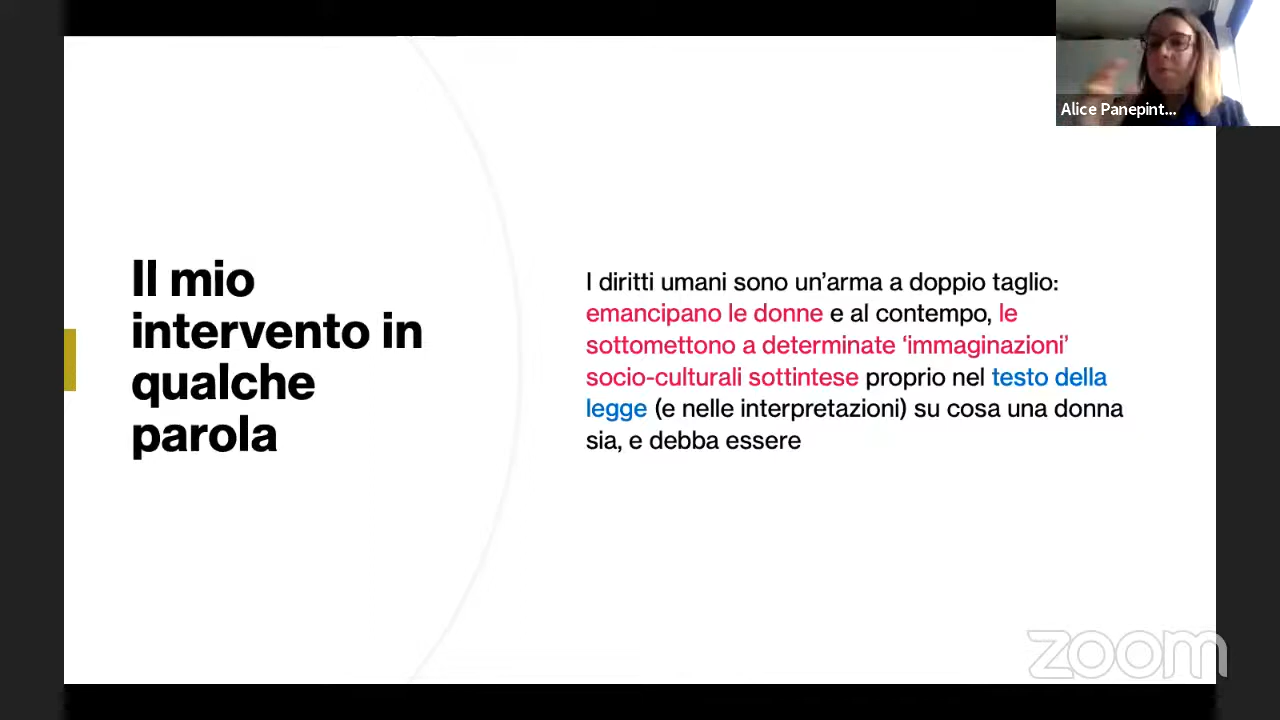 Alice Panepint...
Il mio
intervento in
qualche
parola
I diritti umani sono un’arma a doppio taglio:
emancipano le donne e al contempo, le
sottomettono a determinate ‘immaginazioni’
socio-culturali sottintese proprio nel testo della
legge (e nelle interpretazioni) su cosa una donna
sia, e debba essere
zoom